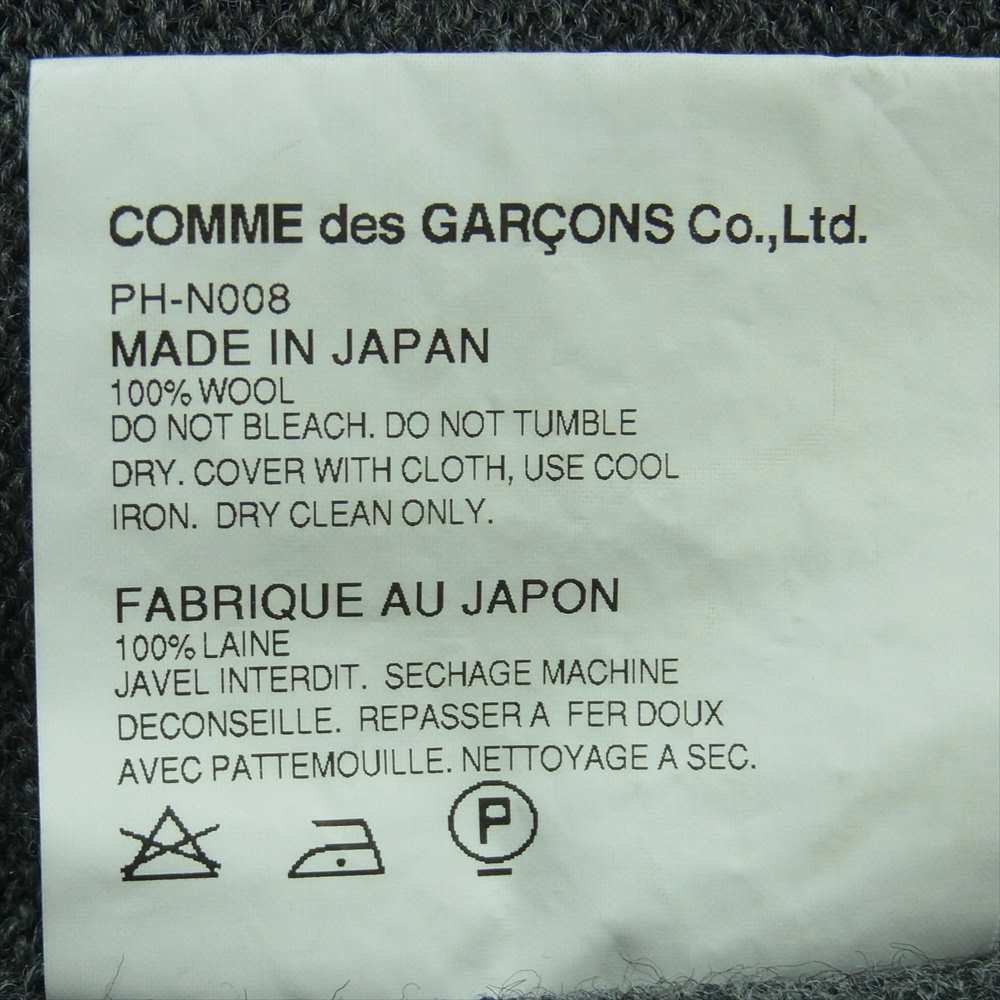 COMME des GARÇONS Co.,Ltd.
PH-N008
MADE IN JAPAN
100% WOOL
DO NOT BLEACH. DO NOT TUMBLE
DRY. COVER WITH CLOTH, USE COOL
IRON. DRY CLEAN ONLY.
FABRIQUE AU JAPON
100% LAINE
JAVEL INTERDIT. SECHAGE MACHINE
DECONSEILLE. REPASSER A FER DOUX
AVEC PATTEMOUILLE. NETTOYAGE A SEC.
P